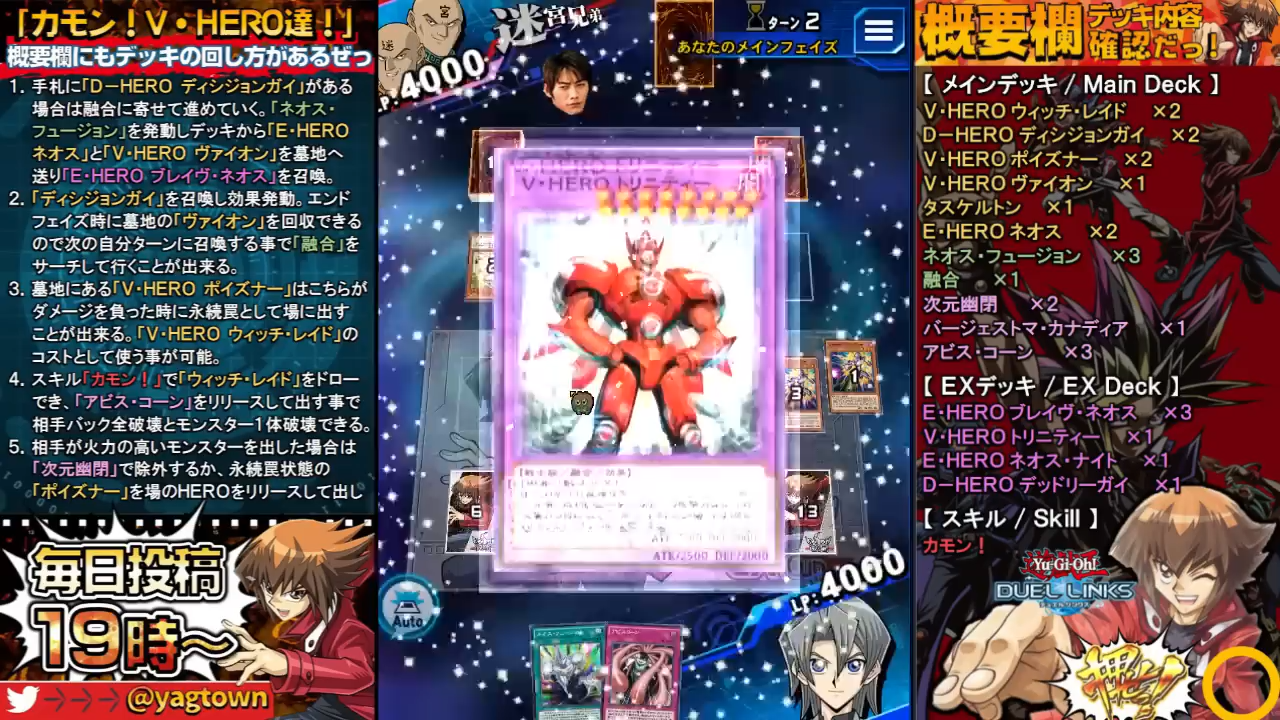 「カモン！V・HERO達！」
概要欄にもデッキの回し方があるぜっ
1. 手札に「D－HERO ディシジョンガイ」がある
場合は融合に寄せて進めていく。「ネオス・
フュージョン」を発動しデッキから「E・HERO
ネオス」と「V・HERO ヴァイオン」を墓地へ
送り「E・HERO ブレイヴ・ネオス」を召喚。
2. 「ディシジョンガイ」を召喚し効果発動。エンド
フェイズ時に墓地の「ヴァイオン」を回収できる
ので次の自分ターンに召喚する事で「融合」を
サーチして行くことが出来る。
3. 墓地にある「V・HERO ポイズナー」はこちらが
ダメージを負った時に永続罠として場に出す
ことが出来る。「V・HERO ウィッチ・レイド」の
コストとして使う事が可能。
4. スキル「カモン！」で「ウィッチ・レイド」をドロー
でき、「アビス・コーン」をリリースして出す事で
相手バック全破壊とモンスター1体破壊できる。
5. 相手が火力の高いモンスターを出した場合は
「次元幽閉」で除外するか、永続罠状態の
「ポイズナー」を場のHEROをリリースして出し
毎日投稿
19時～
@yagtown
迷
宮
迷宮兄弟
LP:4000
ターン 2
あなたのメインフェイズ
V・HERO トリニティー
ATK/2500 DEF/2000
3
6
13
Auto
LP:4000
概要欄
デッキ内容
確認だっ！
【 メインデッキ / Main Deck 】
V・HERO ウィッチ・レイド ×2
D－HERO ディシジョンガイ ×2
V・HERO ポイズナー ×2
V・HERO ヴァイオン ×1
タスケルトン ×1
E・HERO ネオス ×2
ネオス・フュージョン ×3
融合 ×1
次元幽閉 ×2
バージェストマ・カナディア ×1
アビス・コーン ×3
【 EXデッキ / EX Deck 】
E・HERO ブレイヴ・ネオス ×3
V・HERO トリニティー ×1
E・HERO ネオス・ナイト ×1
D－HERO デッドリーガイ ×1
【 スキル / Skill 】
カモン！
Yu-Gi-Oh!
DUEL LINKS